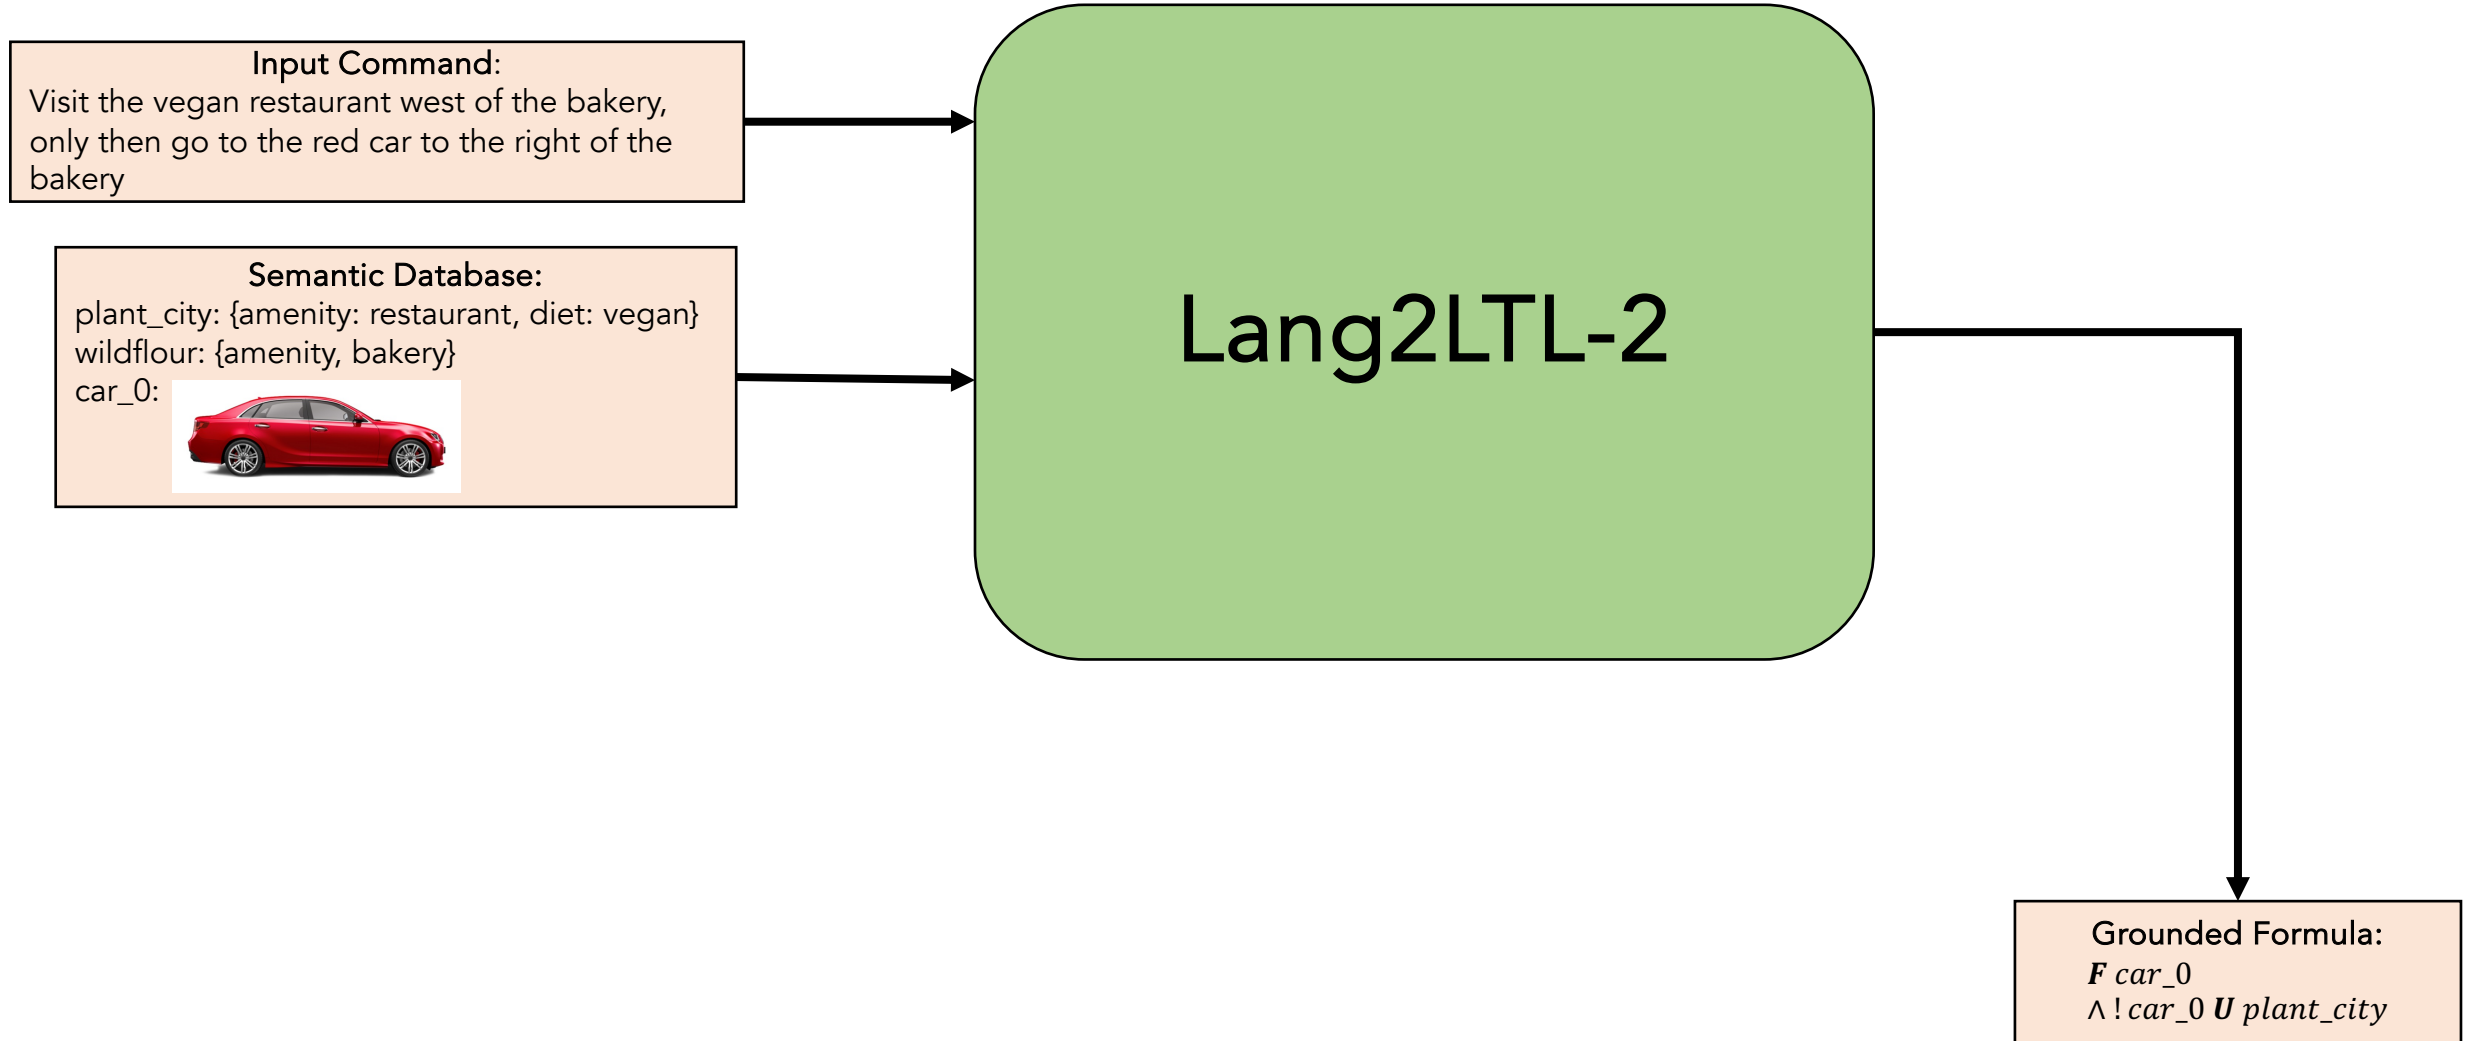 Input Command:
Visit the vegan restaurant west of the bakery,
only then go to the red car to the right of the
bakery
Semantic Database:
plant_city: {amenity: restaurant, diet: vegan}
wildflour: {amenity, bakery}
car_0:
Lang2LTL-2
Grounded Formula:
F car_0
∧ ! car_0 U plant_city